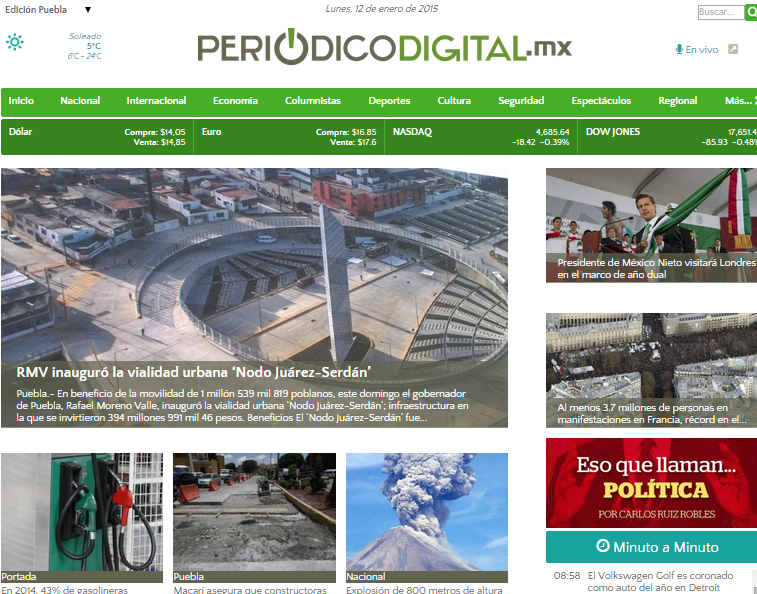 Edición Puebla
Lunes, 12 de enero de 2015
Buscar...
Soleado
5°C
6°C - 24°C
PERIÓDICODIGITAL.mx
En vivo
Inicio Nacional Internacional Economía Columnistas Deportes Cultura Seguridad Espectáculos Regional Más...
Dólar Compra: $14,05 Euro Compra: $16.85 NASDAQ 4,685.64 DOW JONES 17,651.4
Venta: $14,85 Venta: $17.6 -18.42 -0.39% -85.93 -0.48%
RMV inauguró la vialidad urbana ‘Nodo Juárez-Serdán’
Puebla.- En beneficio de la movilidad de 1 millón 539 mil 819 poblanos, este domingo el gobernador
de Puebla, Rafael Moreno Valle, inauguró la vialidad urbana ‘Nodo Juárez-Serdán’; infraestructura en
la que se invirtieron 394 millones 991 mil 46 pesos. Beneficios El ‘Nodo Juárez-Serdán’ fue...
Presidente de México Nieto visitará Londres
en el marco de año dual
Al menos 3.7 millones de personas en
manifestaciones en Francia, récord en el...
Eso que llaman...
POLÍTICA
POR CARLOS RUIZ ROBLES
Minuto a Minuto
08:58 El Volkswagen Golf es coronado
como auto del año en Detroit
Portada
En 2014, 43% de gasolineras
Puebla
Macari asegura que constructoras
Nacional
Explosión de 800 metros de altura